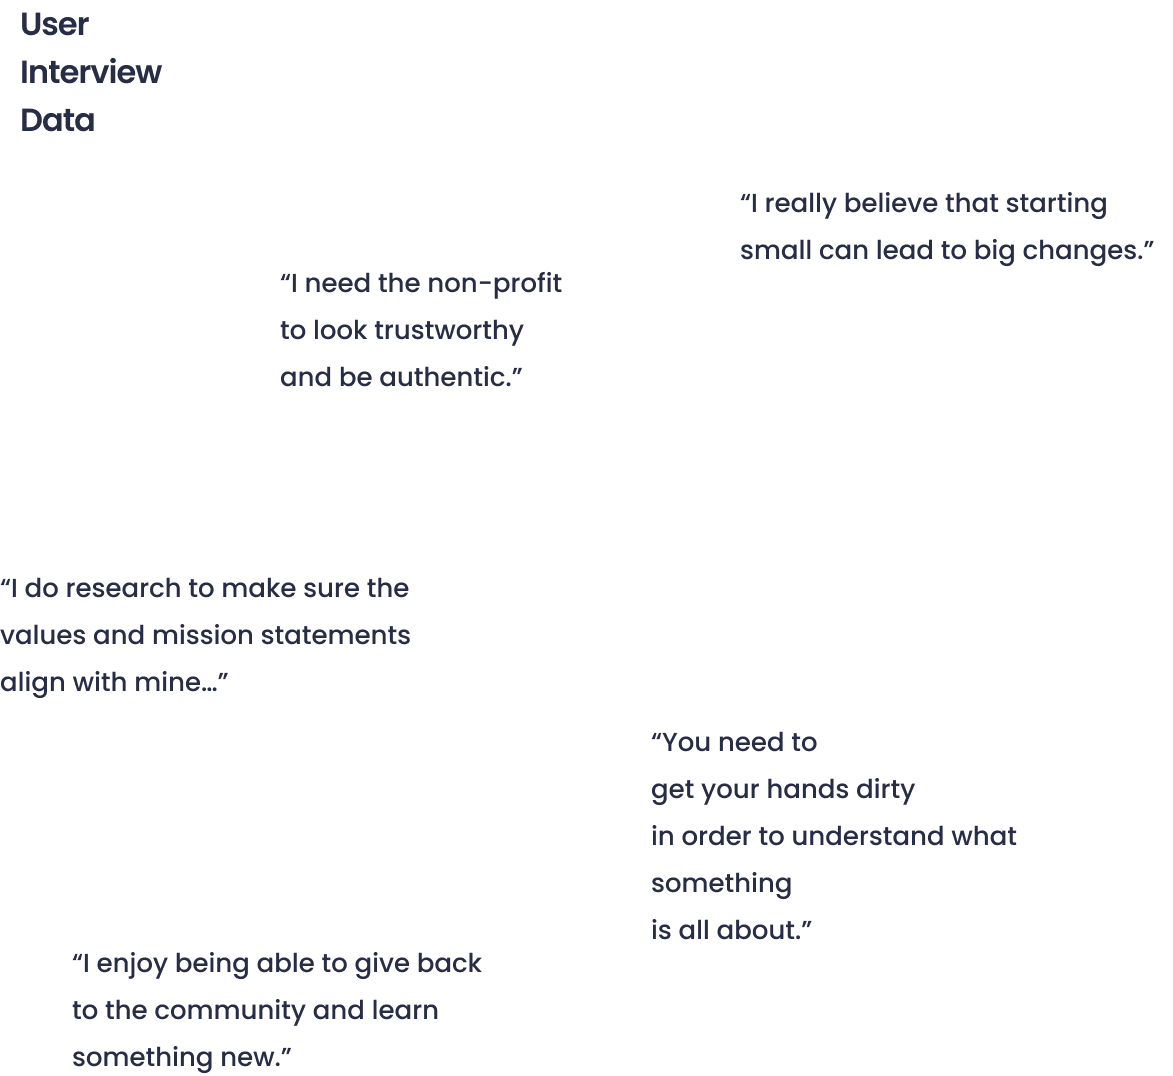 User
Interview
Data
“I really believe that starting
small can lead to big changes.”
“I need the non-profit
to look trustworthy
and be authentic.”
“I do research to make sure the
values and mission statements
align with mine…”
“You need to
get your hands dirty
in order to understand what
something
is all about.”
“I enjoy being able to give back
to the community and learn
something new.”